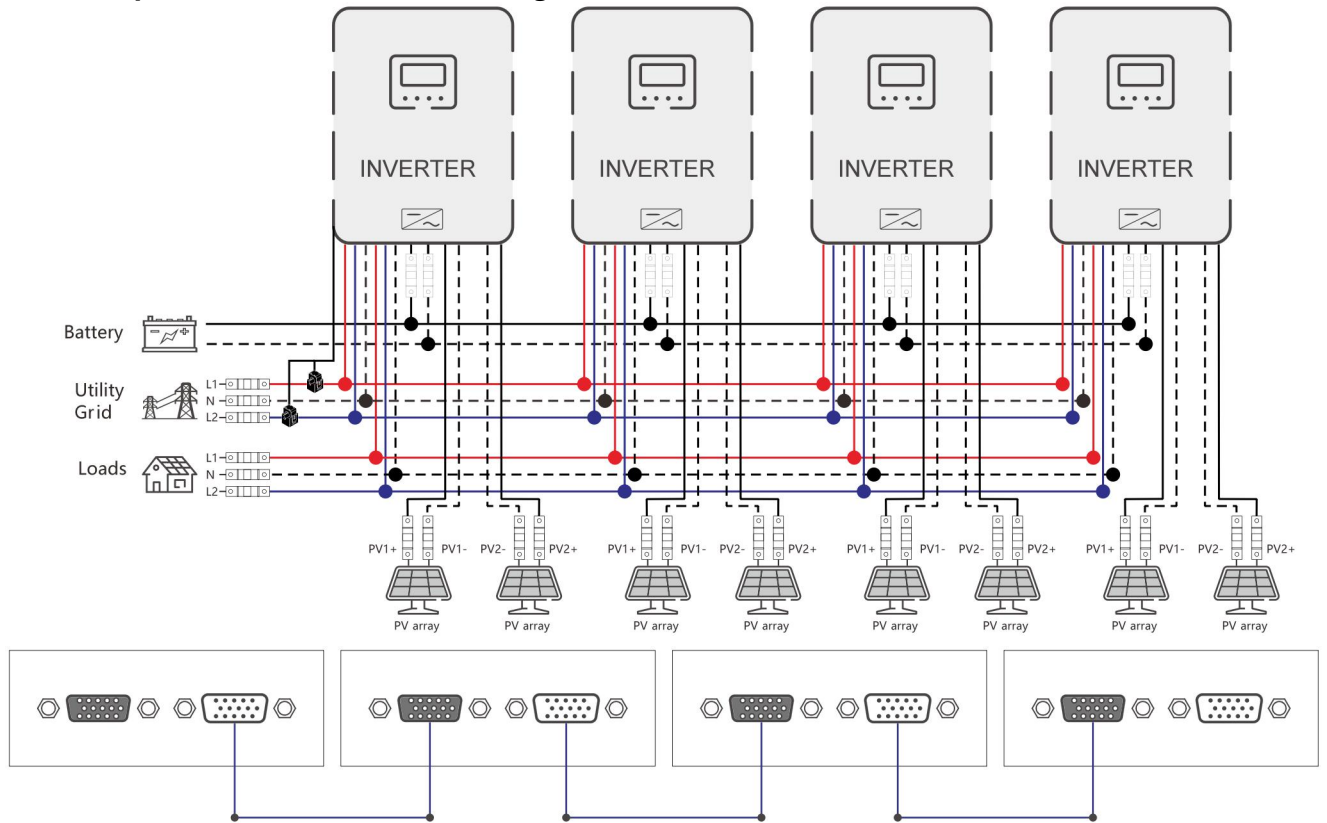 INVERTER INVERTER INVERTER INVERTER
Battery
Utility
Grid
L1
N
L2
Loads
L1
N
L2
PV1+ PV1- PV2- PV2+ PV1+ PV1- PV2- PV2+ PV1+ PV1- PV2- PV2+ PV1+ PV1- PV2- PV2+
PV array PV array PV array PV array PV array PV array PV array PV array